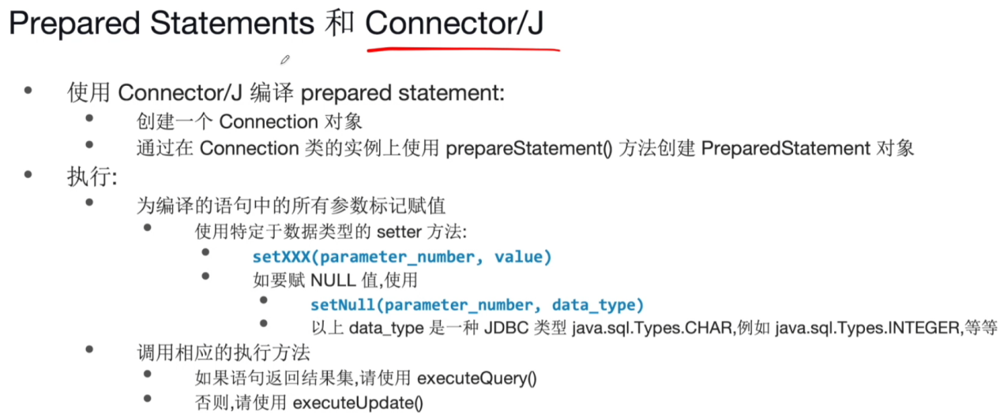 Prepared Statements 和 Connector/J
使用 Connector/J 编译 prepared statement:
创建一个 Connection 对象
通过在 Connection 类的实例上使用 prepareStatement() 方法创建 PreparedStatement 对象
执行:
为编译的语句中的所有参数标记赋值
使用特定于数据类型的 setter 方法:
setXXX(parameter_number, value)
如要赋 NULL 值,使用
setNull(parameter_number, data_type)
以上 data_type 是一种 JDBC 类型 java.sql.Types.CHAR,例如 java.sql.Types.INTEGER,等等
调用相应的执行方法
如果语句返回结果集,请使用 executeQuery()
否则,请使用 executeUpdate()